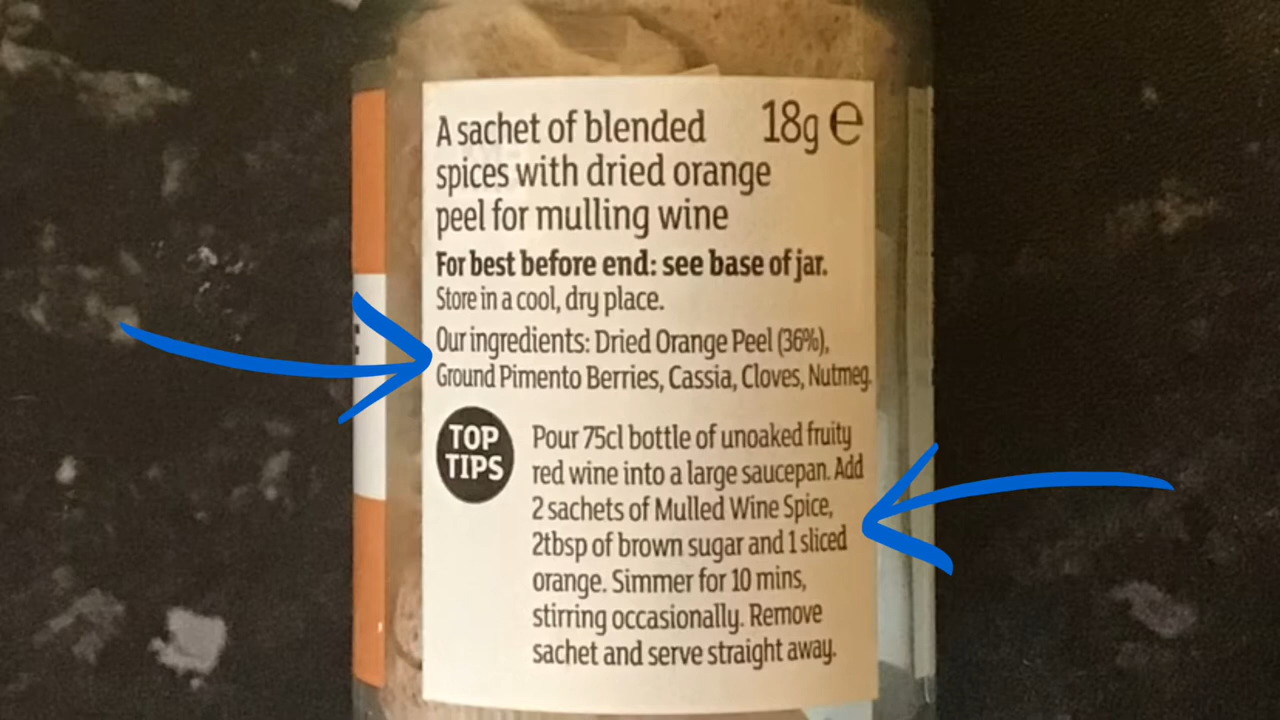 A sachet of blended 18g e
spices with dried orange
peel for mulling wine
For best before end: see base of jar.
Store in a cool, dry place.
Our ingredients: Dried Orange Peel (36%),
Ground Pimento Berries, Cassia, Cloves, Nutmeg.
TOP
TIPS
Pour 75cl bottle of unoaked fruity
red wine into a large saucepan. Add
2 sachets of Mulled Wine Spice,
2tbsp of brown sugar and 1 sliced
orange. Simmer for 10 mins,
stirring occasionally. Remove
sachet and serve straight away.